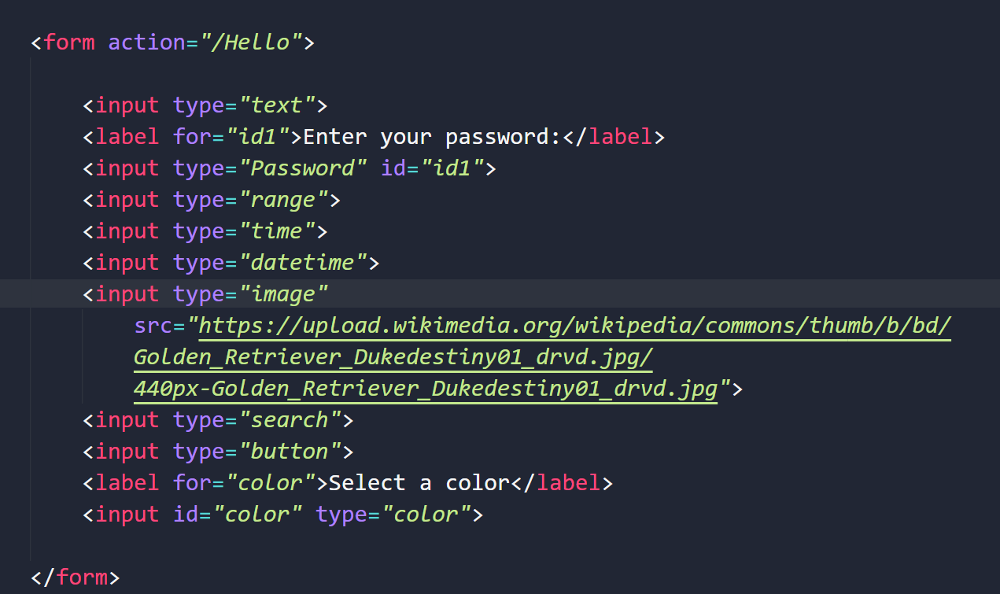 <form action="/Hello">
<input type="text">
<label for="id1">Enter your password:</label>
<input type="Password" id="id1">
<input type="range">
<input type="time">
<input type="datetime">
<input type="image"
src="https://upload.wikimedia.org/wikipedia/commons/thumb/b/bd/
Golden_Retriever_Dukedestiny01_drvd.jpg/
440px-Golden_Retriever_Dukedestiny01_drvd.jpg">
<input type="search">
<input type="button">
<label for="color">Select a color</label>
<input id="color" type="color">
</form>